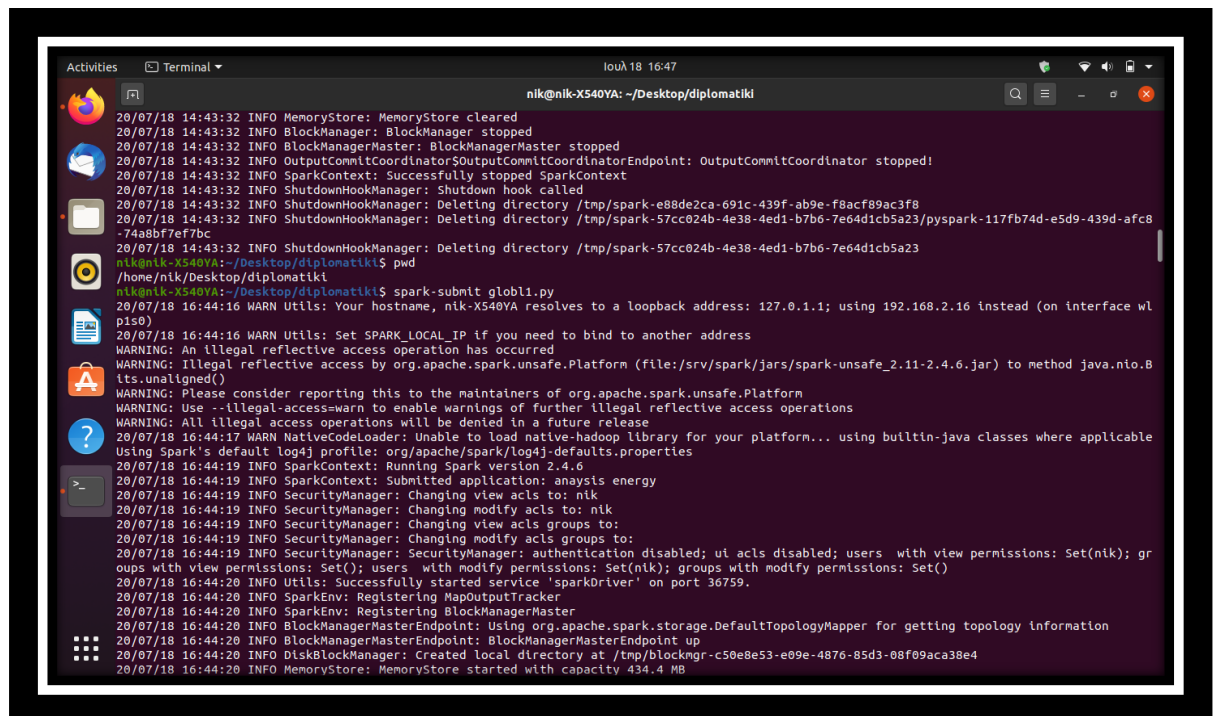 Activities
Terminal
Ιουλ 18 16:47
nik@nik-X540YA: ~/Desktop/diplomatiki
20/07/18 14:43:32 INFO MemoryStore: MemoryStore cleared
20/07/18 14:43:32 INFO BlockManager: BlockManager stopped
20/07/18 14:43:32 INFO BlockManagerMaster: BlockManagerMaster stopped
20/07/18 14:43:32 INFO OutputCommitCoordinator$OutputCommitCoordinatorEndpoint: OutputCommitCoordinator stopped!
20/07/18 14:43:32 INFO SparkContext: Successfully stopped SparkContext
20/07/18 14:43:32 INFO ShutdownHookManager: Shutdown hook called
20/07/18 14:43:32 INFO ShutdownHookManager: Deleting directory /tmp/spark-e88de2ca-691c-439f-ab9e-f8acf89ac3f8
20/07/18 14:43:32 INFO ShutdownHookManager: Deleting directory /tmp/spark-57cc024b-4e38-4ed1-b7b6-7e64d1cb5a23/pyspark-117fb74d-e5d9-439d-afc8
-74a8bf7ef7bc
20/07/18 14:43:32 INFO ShutdownHookManager: Deleting directory /tmp/spark-57cc024b-4e38-4ed1-b7b6-7e64d1cb5a23
nik@nik-X540YA:~/Desktop/diplomatiki$ pwd
/home/nik/Desktop/diplomatiki
nik@nik-X540YA:~/Desktop/diplomatiki$ spark-submit globl1.py
20/07/18 16:44:16 WARN Utils: Your hostname, nik-X540YA resolves to a loopback address: 127.0.1.1; using 192.168.2.16 instead (on interface wl
p1s0)
20/07/18 16:44:16 WARN Utils: Set SPARK_LOCAL_IP if you need to bind to another address
WARNING: An illegal reflective access operation has occurred
WARNING: Illegal reflective access by org.apache.spark.unsafe.Platform (file:/srv/spark/jars/spark-unsafe_2.11-2.4.6.jar) to method java.nio.B
its.unaligned()
WARNING: Please consider reporting this to the maintainers of org.apache.spark.unsafe.Platform
WARNING: Use --illegal-access=warn to enable warnings of further illegal reflective access operations
WARNING: All illegal access operations will be denied in a future release
20/07/18 16:44:17 WARN NativeCodeLoader: Unable to load native-hadoop library for your platform... using builtin-java classes where applicable
Using Spark's default log4j profile: org/apache/spark/log4j-defaults.properties
20/07/18 16:44:19 INFO SparkContext: Running Spark version 2.4.6
20/07/18 16:44:19 INFO SparkContext: Submitted application: anaysis energy
20/07/18 16:44:19 INFO SecurityManager: Changing view acls to: nik
20/07/18 16:44:19 INFO SecurityManager: Changing modify acls to: nik
20/07/18 16:44:19 INFO SecurityManager: Changing view acls groups to:
20/07/18 16:44:19 INFO SecurityManager: Changing modify acls groups to:
20/07/18 16:44:19 INFO SecurityManager: SecurityManager: authentication disabled; ui acls disabled; users  with view permissions: Set(nik); gr
oups with view permissions: Set(); users  with modify permissions: Set(nik); groups with modify permissions: Set()
20/07/18 16:44:20 INFO Utils: Successfully started service 'sparkDriver' on port 36759.
20/07/18 16:44:20 INFO SparkEnv: Registering MapOutputTracker
20/07/18 16:44:20 INFO SparkEnv: Registering BlockManagerMaster
20/07/18 16:44:20 INFO BlockManagerMasterEndpoint: Using org.apache.spark.storage.DefaultTopologyMapper for getting topology information
20/07/18 16:44:20 INFO BlockManagerMasterEndpoint: BlockManagerMasterEndpoint up
20/07/18 16:44:20 INFO DiskBlockManager: Created local directory at /tmp/blockmgr-c50e8e53-e09e-4876-85d3-08f09aca38e4
20/07/18 16:44:20 INFO MemoryStore: MemoryStore started with capacity 434.4 MB